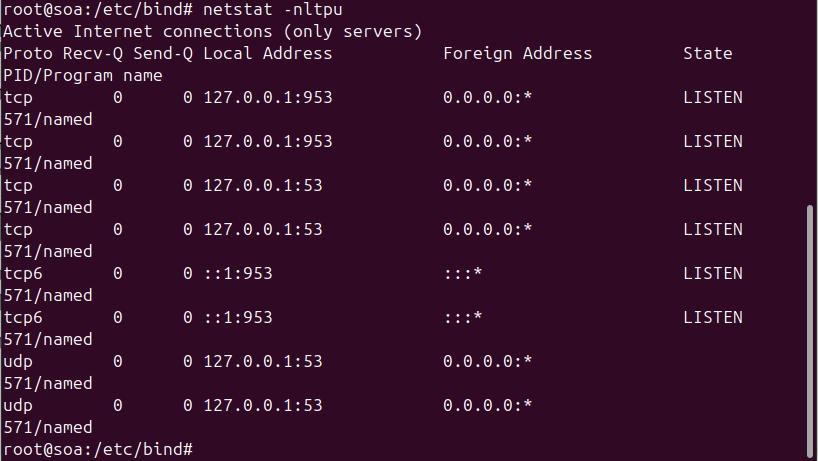 root@soa:/etc/bind# netstat -nltpu
Active Internet connections (only servers)
Proto Recv-Q Send-Q Local Address           Foreign Address         State
PID/Program name
tcp        0      0 127.0.0.1:953           0.0.0.0:*               LISTEN
571/named
tcp        0      0 127.0.0.1:953           0.0.0.0:*               LISTEN
571/named
tcp        0      0 127.0.0.1:53            0.0.0.0:*               LISTEN
571/named
tcp        0      0 127.0.0.1:53            0.0.0.0:*               LISTEN
571/named
tcp6       0      0 ::1:953                 :::*                    LISTEN
571/named
tcp6       0      0 ::1:953                 :::*                    LISTEN
571/named
udp        0      0 127.0.0.1:53            0.0.0.0:*
571/named
udp        0      0 127.0.0.1:53            0.0.0.0:*
571/named
root@soa:/etc/bind#